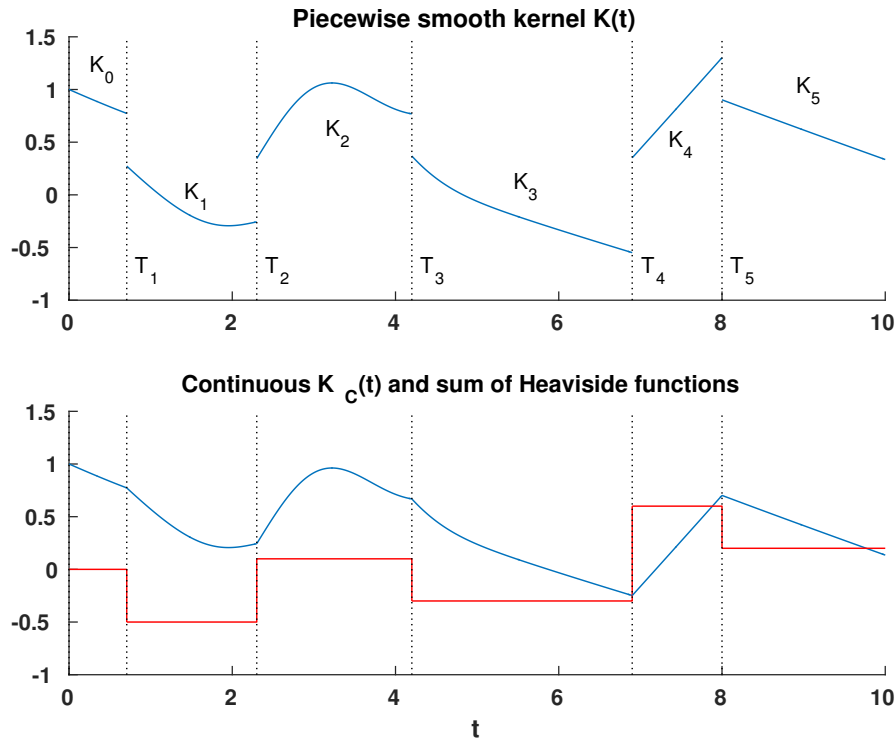 Piecewise smooth kernel K(t)
1.5
1
0.5
0
-0.5
-1
K0
K1
K2
K3
K4
K5
T1
T2
T3
T4
T5
0 2 4 6 8 10
Continuous K C(t) and sum of Heaviside functions
1.5
1
0.5
0
-0.5
-1
0 2 4 6 8 10
t